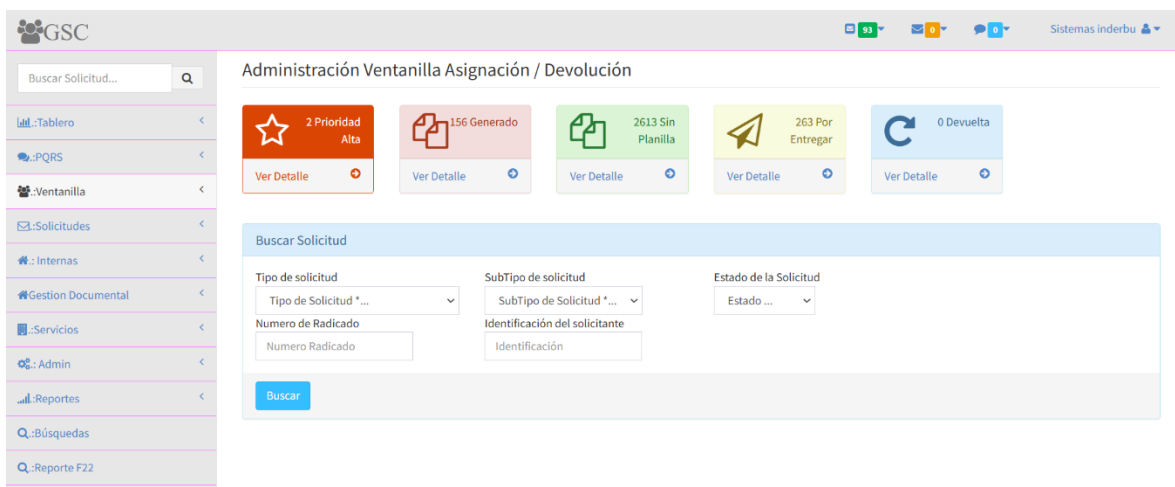 GSC
93
0
0
Sistemas inderbu
Buscar Solicitud...
.:Tablero
.:PQRS
.:Ventanilla
.:Solicitudes
.: Internas
Gestion Documental
.:Servicios
.: Admin
.:Reportes
.:Búsquedas
.:Reporte F22
Administración Ventanilla Asignación / Devolución
2 Prioridad
Alta
Ver Detalle
156 Generado
Ver Detalle
2613 Sin
Planilla
Ver Detalle
263 Por
Entregar
Ver Detalle
0 Devuelta
Ver Detalle
Buscar Solicitud
Tipo de solicitud
Tipo de Solicitud *...
SubTipo de solicitud
SubTipo de Solicitud *...
Estado de la Solicitud
Estado ...
Numero de Radicado
Numero Radicado
Identificación del solicitante
Identificación
Buscar